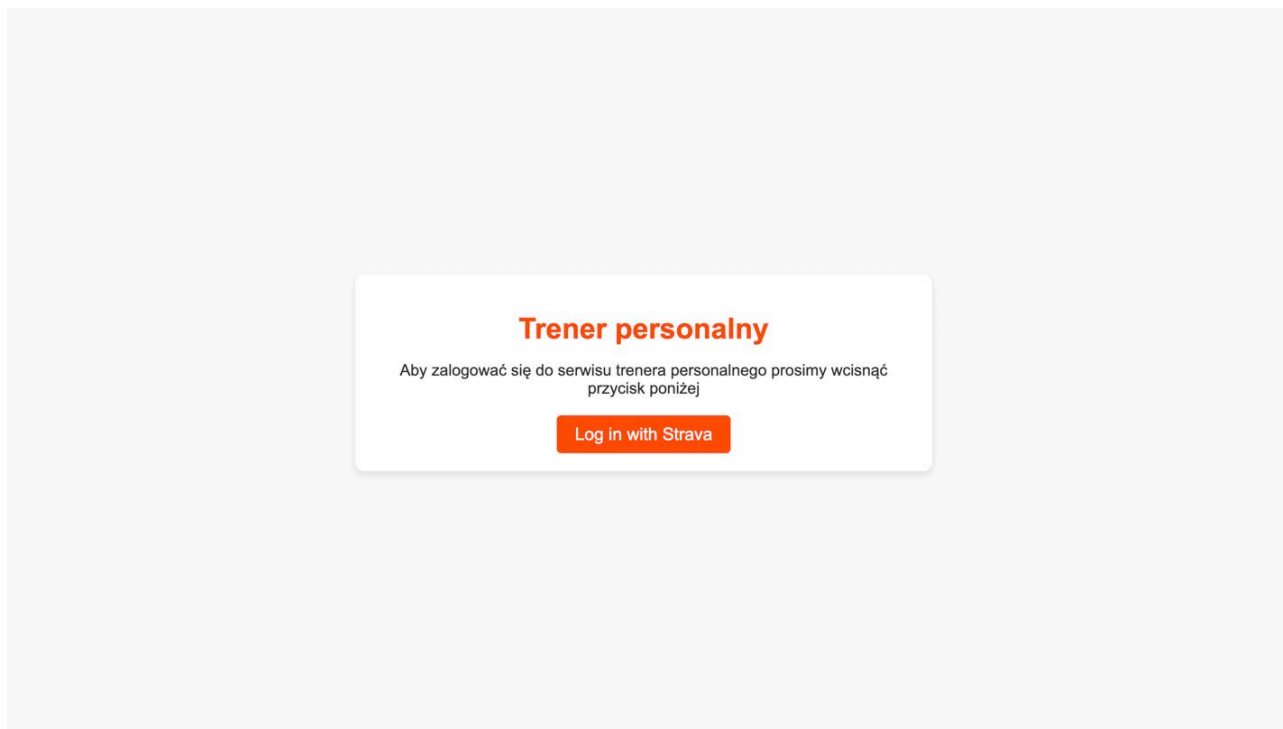 Trener personalny
Aby zalogować się do serwisu trenera personalnego prosimy wcisnąć
przycisk poniżej
Log in with Strava